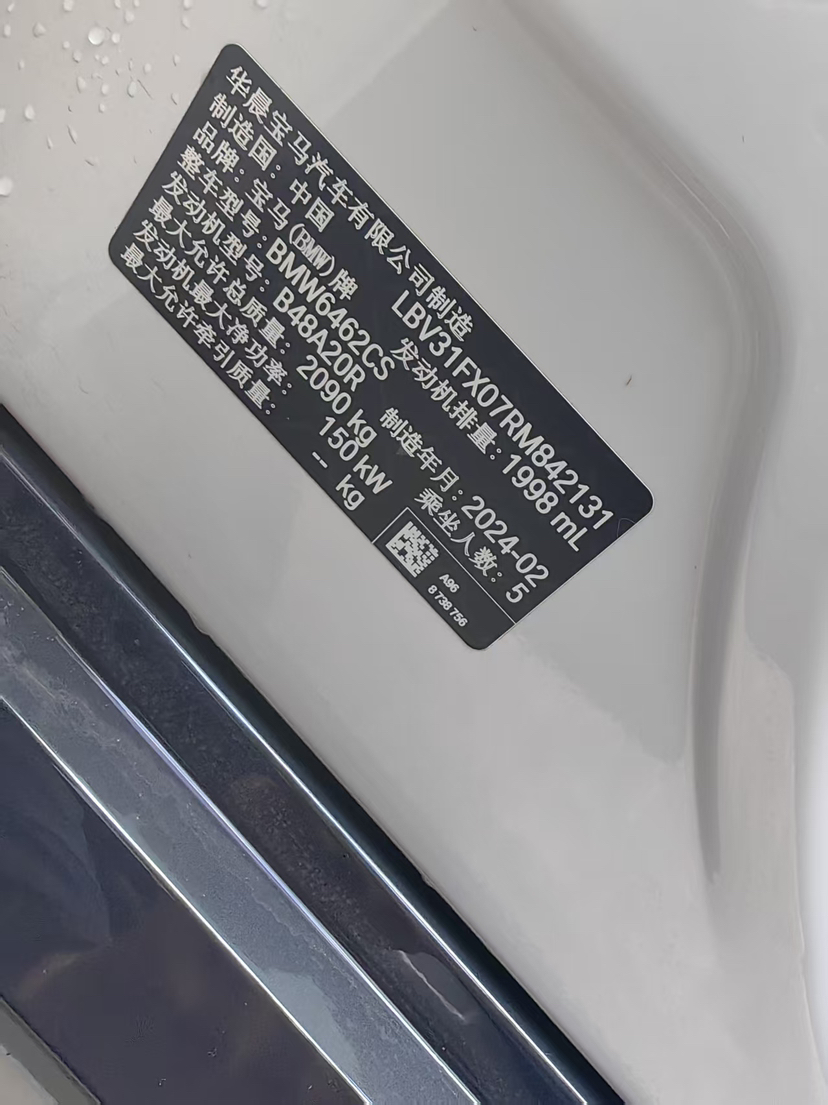 华晨宝马汽车有限公司制造
制造国：中国 LBV31FX07RM842131
品牌：宝马(BMW)牌 发动机排量：1998 mL
整车型号：BMW6462CS
发动机型号：B48A20R 制造年月：2024-02
最大允许总质量：2090 kg 乘坐人数：5
发动机最大净功率：150 kW
最大允许牵引质量：-- kg
A96
8 738 756